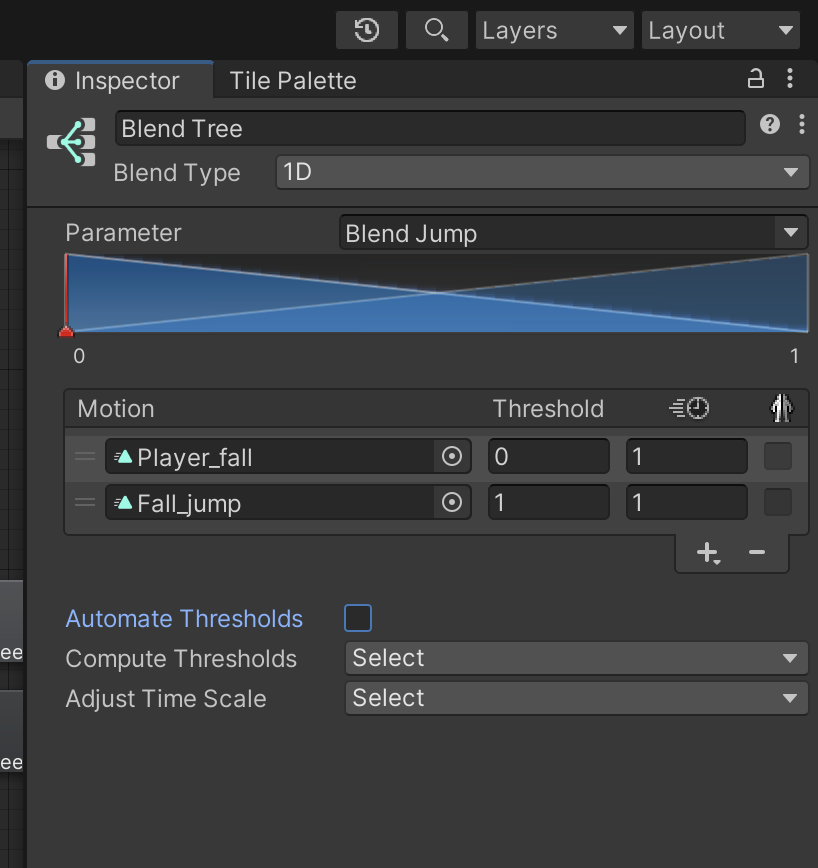 Layers Layout
Inspector Tile Palette
Blend Tree
Blend Type 1D
Parameter Blend Jump
0 1
Motion Threshold
Player_fall 0 1
Fall_jump 1 1
Automate Thresholds
ee
Compute Thresholds Select
Adjust Time Scale Select
ee